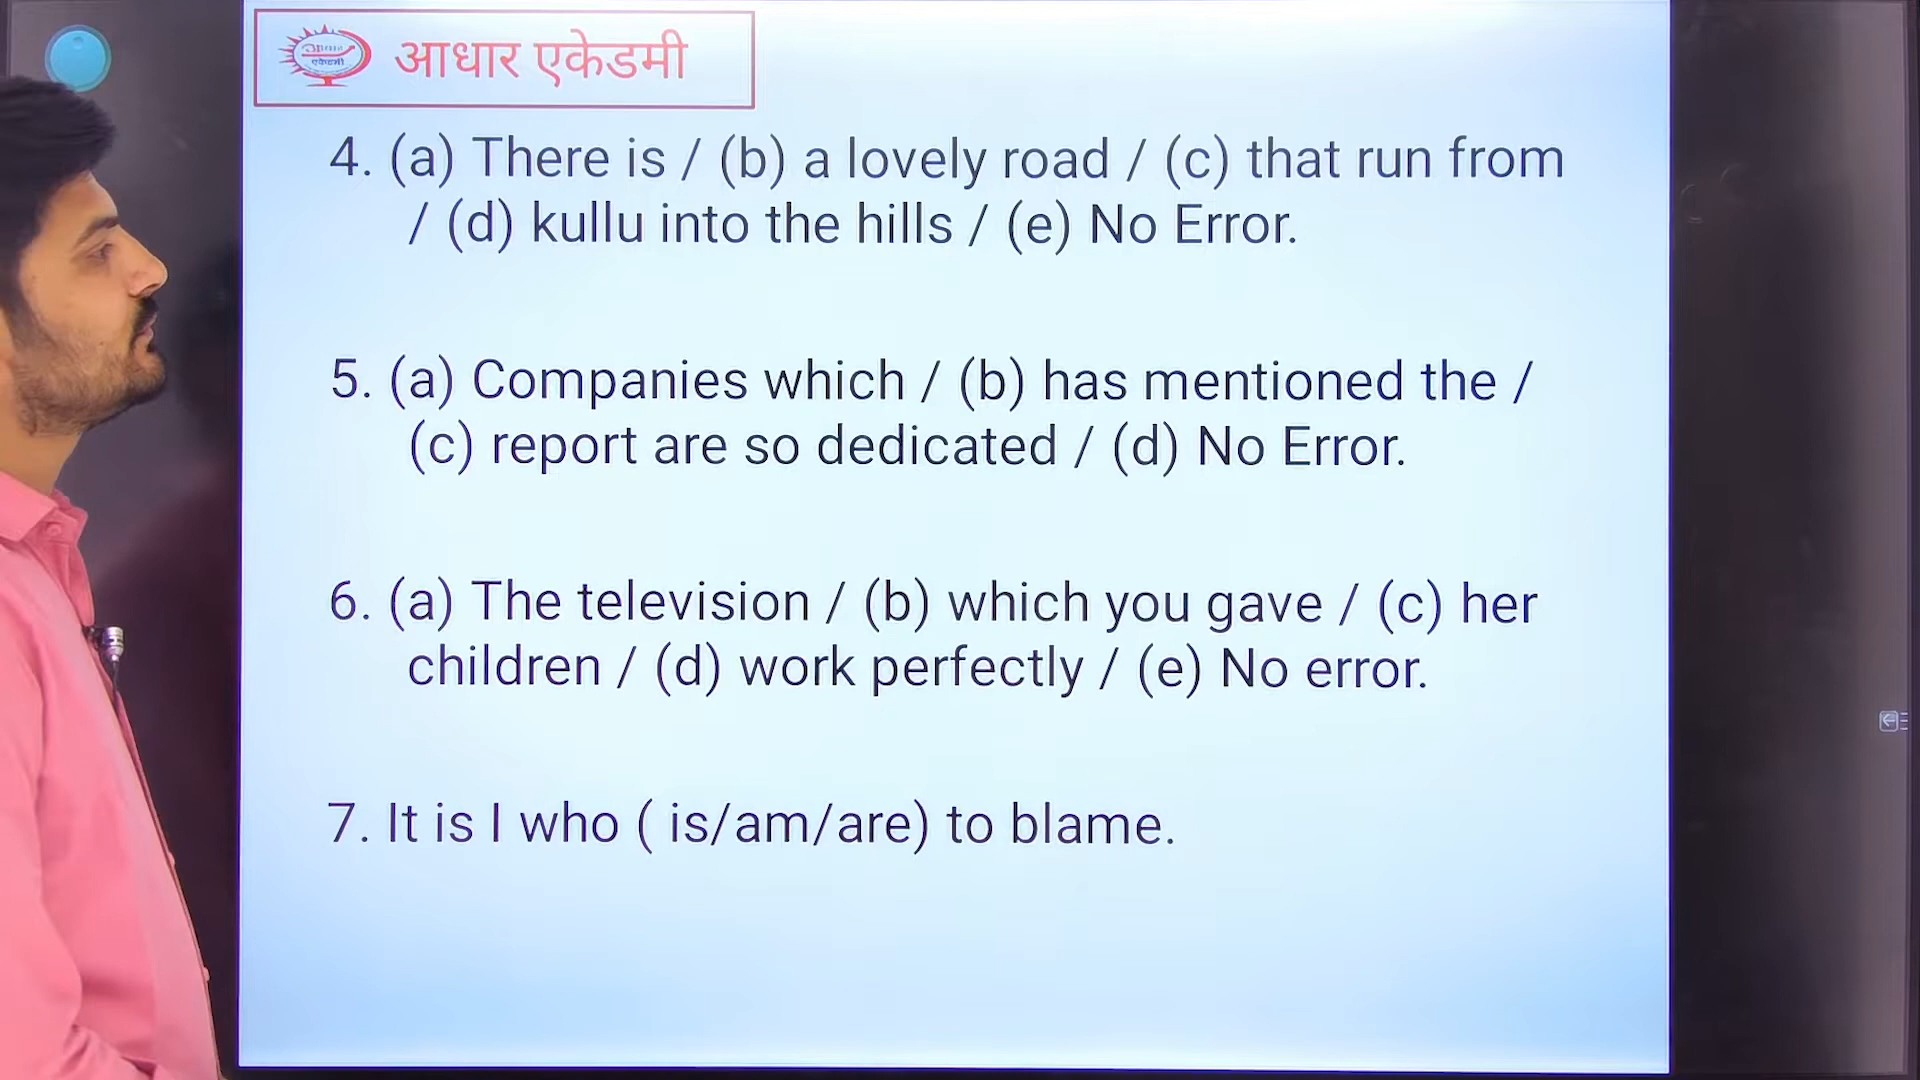 आधार एकेडमी
4. (a) There is / (b) a lovely road / (c) that run from
/ (d) kullu into the hills / (e) No Error.
5. (a) Companies which / (b) has mentioned the /
(c) report are so dedicated / (d) No Error.
6. (a) The television / (b) which you gave / (c) her
children / (d) work perfectly / (e) No error.
7. It is I who ( is/am/are) to blame.